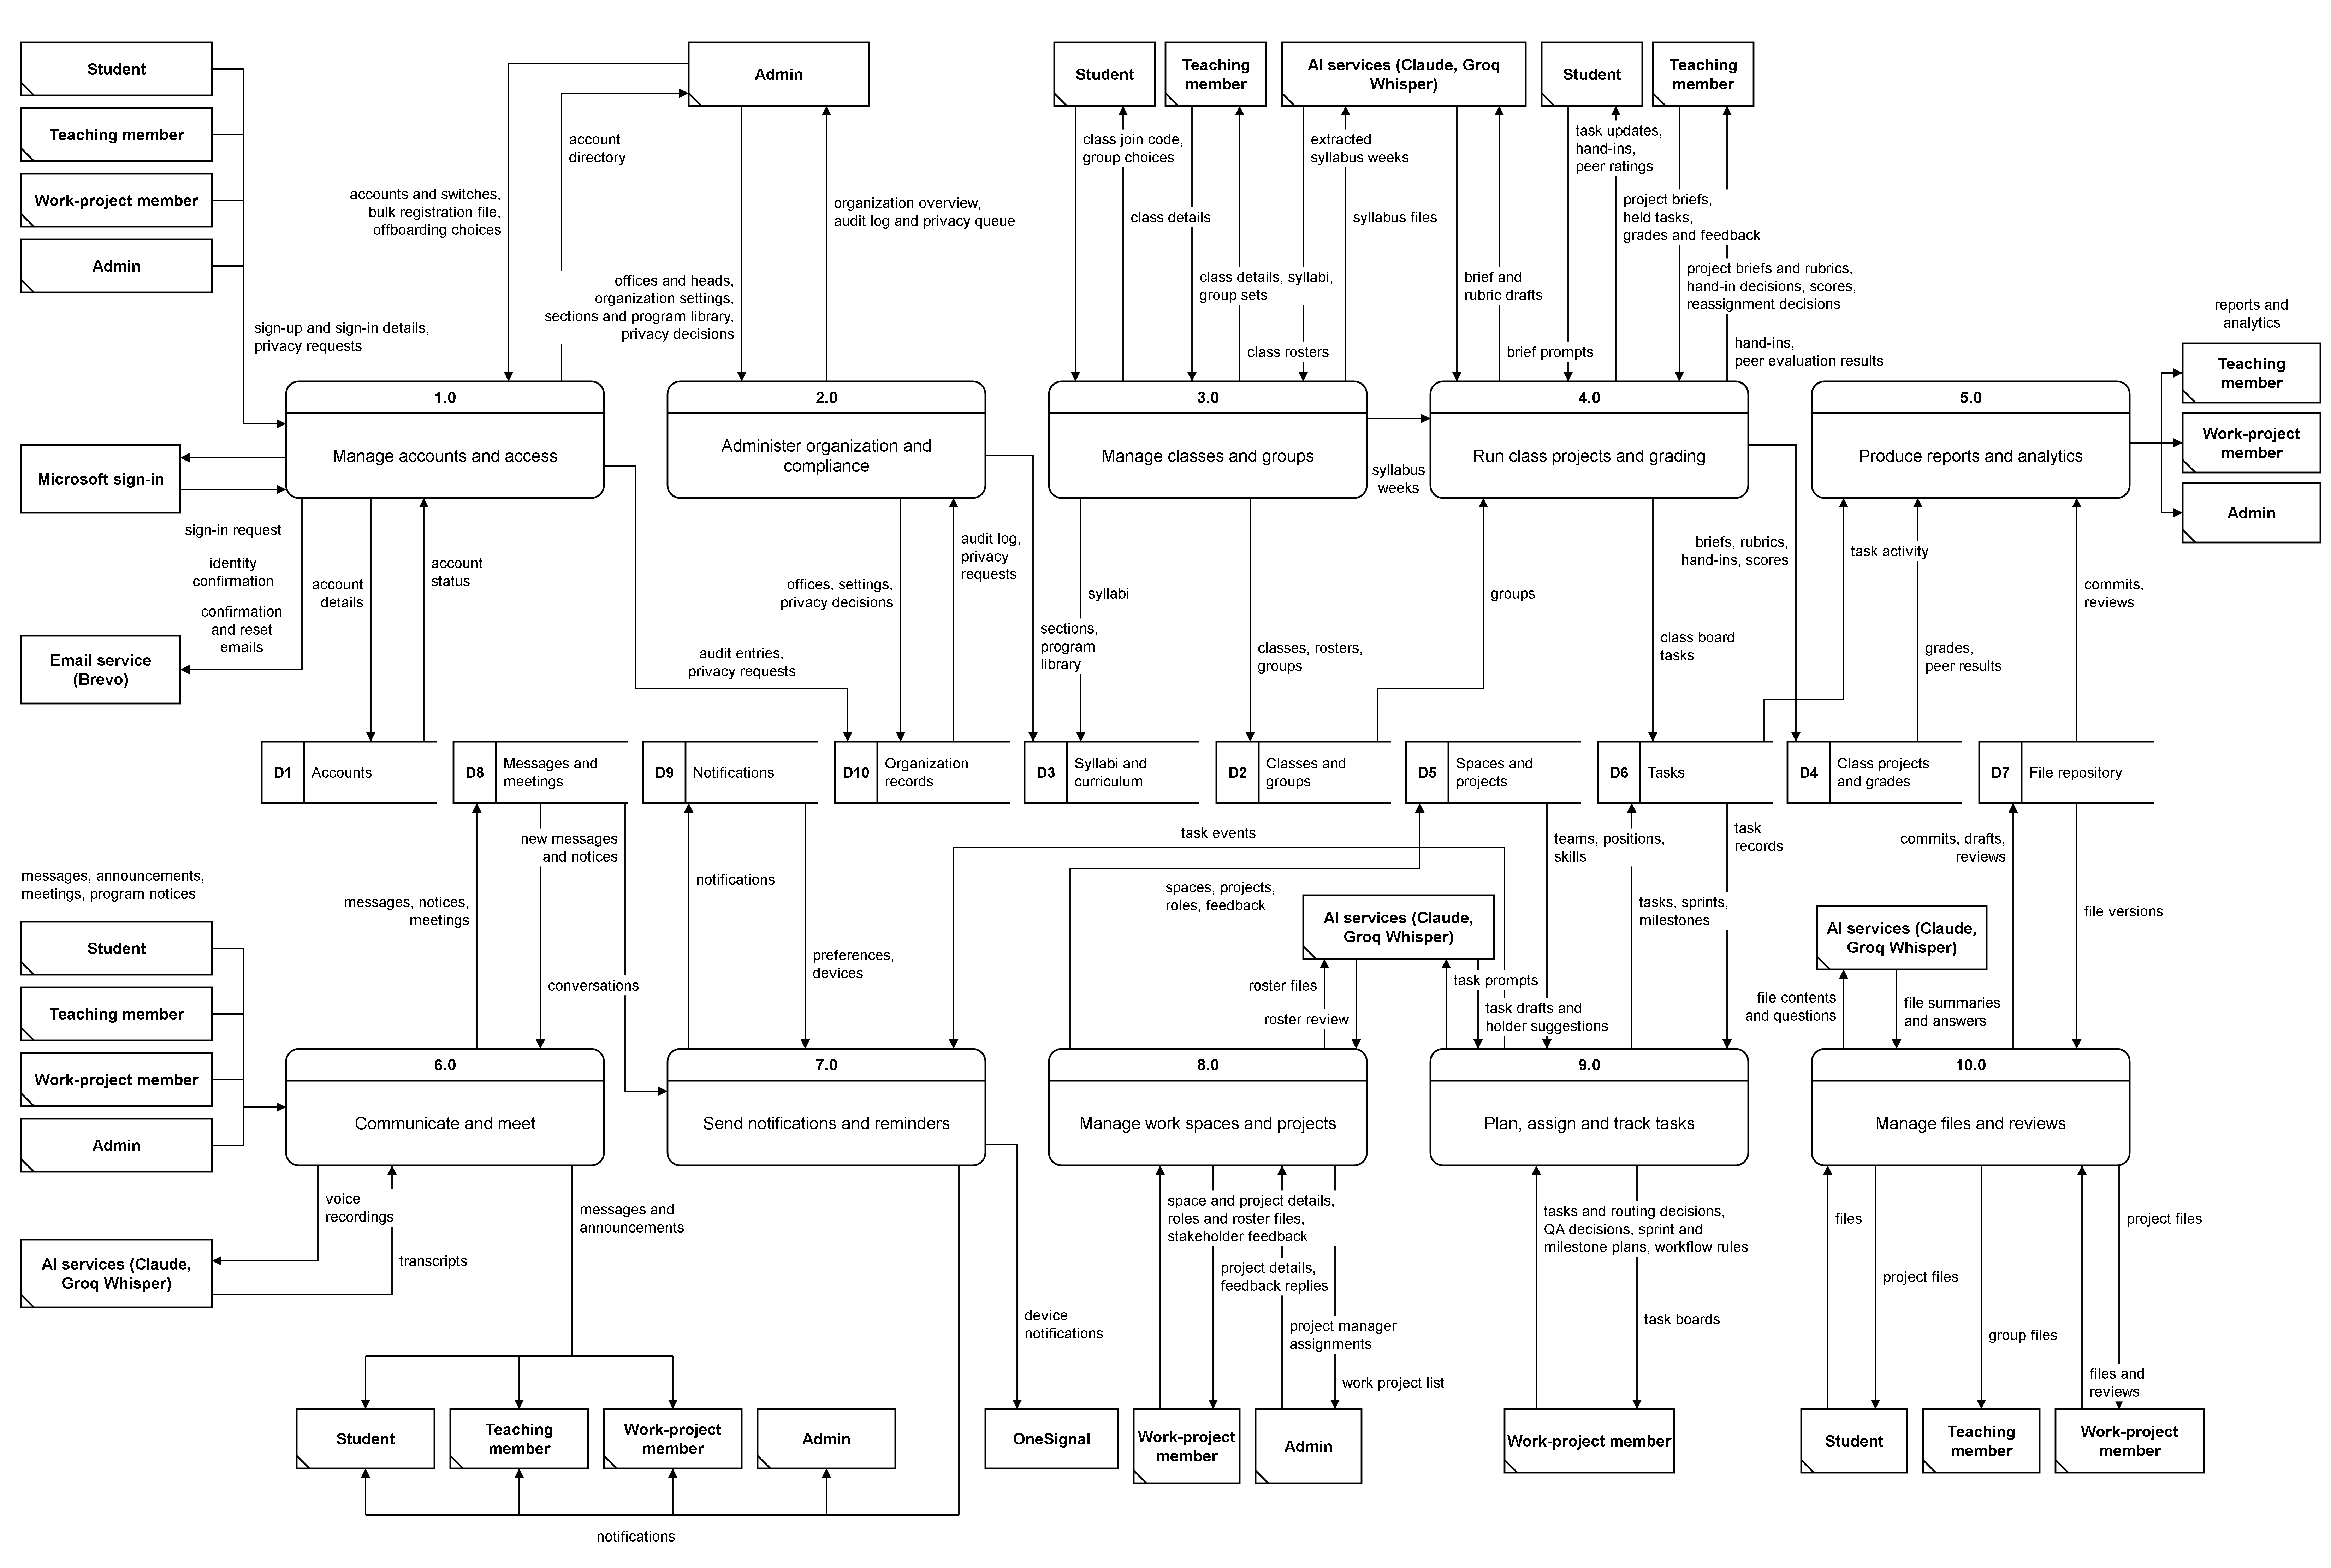 Student
Teaching member
Work-project member
Admin
sign-up and sign-in details,
privacy requests
Admin
account
directory
accounts and switches,
bulk registration file,
offboarding choices
organization overview,
audit log and privacy queue
offices and heads,
organization settings,
sections and program library,
privacy decisions
Student
Teaching
member
AI services (Claude, Groq
Whisper)
Student
Teaching
member
class join code,
group choices
class details
class details, syllabi,
group sets
class rosters
extracted
syllabus weeks
syllabus files
brief and
rubric drafts
brief prompts
task updates,
hand-ins,
peer ratings
project briefs,
held tasks,
grades and feedback
project briefs and rubrics,
hand-in decisions, scores,
reassignment decisions
hand-ins,
peer evaluation results
reports and
analytics
Teaching
member
Work-project
member
Admin
1.0
Manage accounts and access
2.0
Administer organization and
compliance
3.0
Manage classes and groups
syllabus
weeks
4.0
Run class projects and grading
5.0
Produce reports and analytics
Microsoft sign-in
sign-in request
identity
confirmation
confirmation
and reset
emails
Email service
(Brevo)
account
details
account
status
audit entries,
privacy requests
offices, settings,
privacy decisions
audit log,
privacy
requests
sections,
program
library
syllabi
classes, rosters,
groups
groups
class board
tasks
briefs, rubrics,
hand-ins, scores
task activity
grades,
peer results
commits,
reviews
D1
Accounts
D8
Messages and
meetings
D9
Notifications
D10
Organization
records
D3
Syllabi and
curriculum
D2
Classes and
groups
D5
Spaces and
projects
D6
Tasks
D4
Class projects
and grades
D7
File repository
messages, announcements,
meetings, program notices
Student
Teaching member
Work-project member
Admin
messages, notices,
meetings
new messages
and notices
conversations
notifications
preferences,
devices
task events
spaces, projects,
roles, feedback
AI services (Claude,
Groq Whisper)
roster files
roster review
task prompts
task drafts and
holder suggestions
teams, positions,
skills
tasks, sprints,
milestones
task
records
commits, drafts,
reviews
file versions
AI services (Claude,
Groq Whisper)
file contents
and questions
file summaries
and answers
6.0
Communicate and meet
7.0
Send notifications and reminders
8.0
Manage work spaces and projects
9.0
Plan, assign and track tasks
10.0
Manage files and reviews
voice
recordings
transcripts
AI services (Claude,
Groq Whisper)
messages and
announcements
device
notifications
space and project details,
roles and roster files,
stakeholder feedback
project details,
feedback replies
project manager
assignments
work project list
tasks and routing decisions,
QA decisions, sprint and
milestone plans, workflow rules
task boards
files
project files
group files
files and
reviews
project files
Student
Teaching
member
Work-project
member
Admin
OneSignal
Work-project
member
Admin
Work-project member
Student
Teaching
member
Work-project
member
notifications